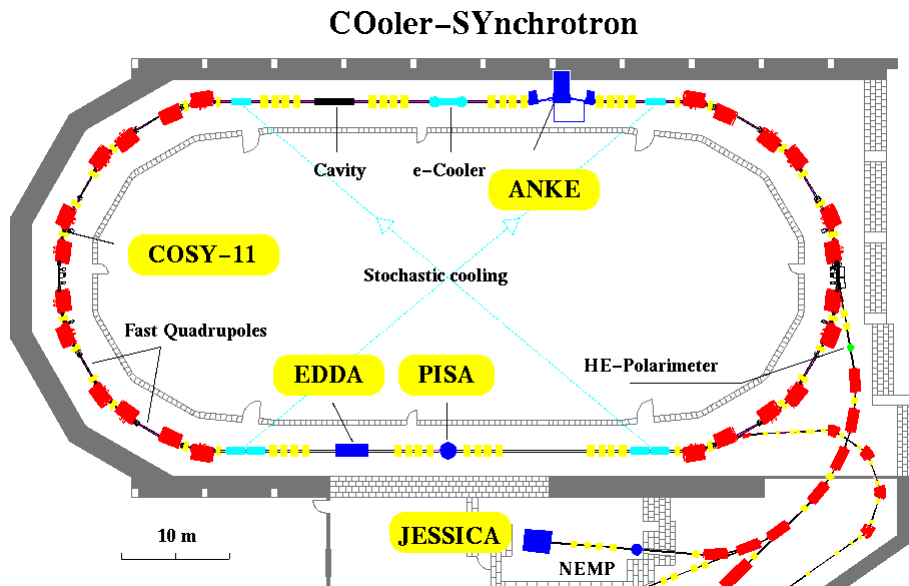 COoler-SYnchrotron
Cavity
e-Cooler
ANKE
COSY-11
Stochastic cooling
Fast Quadrupoles
EDDA
PISA
HE-Polarimeter
JESSICA
10 m
NEMP